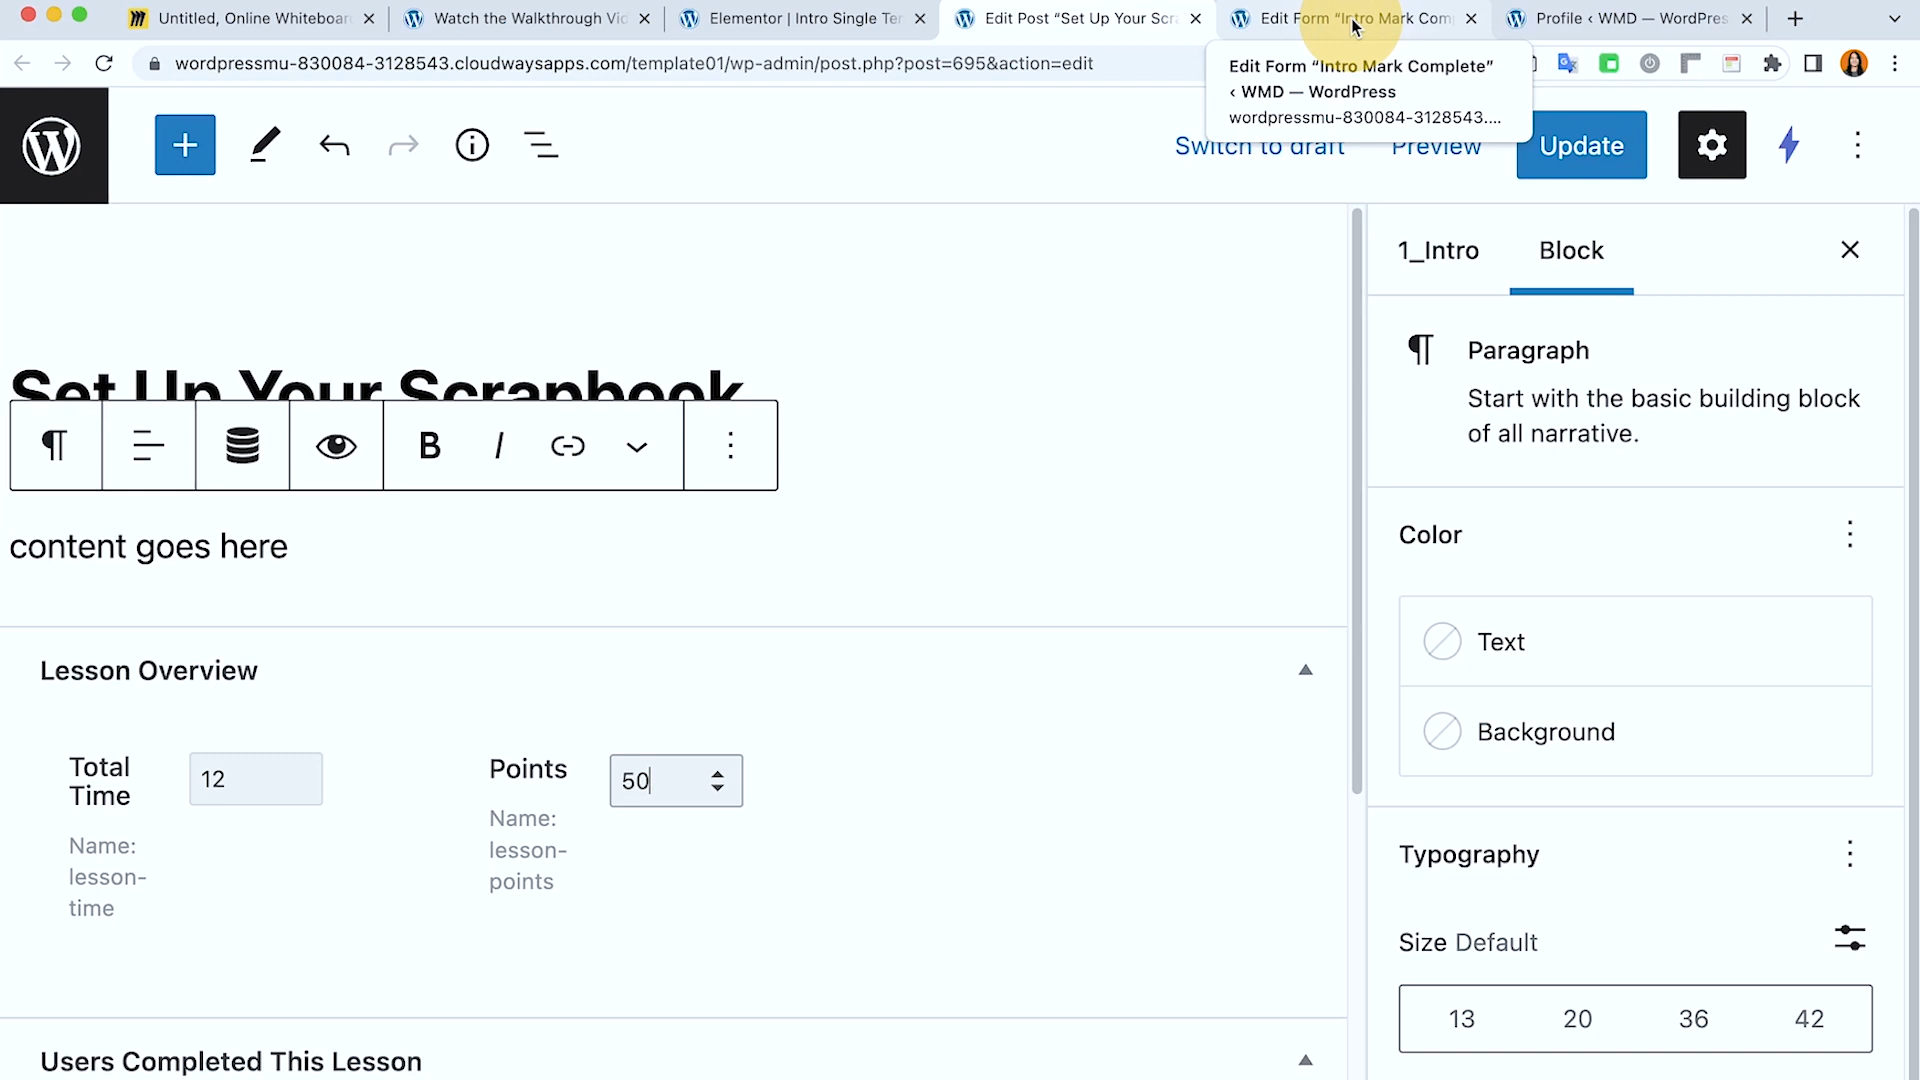 Untitled, Online Whiteboar
Watch the Walkthrough Vi
Elementor | Intro Single Te
Edit Post “Set Up Your Scr
Edit Form “Intro Mark Com
Profile ‹ WMD — WordPres
wordpressmu-830084-3128543.cloudwaysapps.com/template01/wp-admin/post.php?post=695&action=edit
Edit Form “Intro Mark Complete”
‹ WMD — WordPress
wordpressmu-830084-3128543....
Switch to draft
Preview
Update
1_Intro
Block
Paragraph
Start with the basic building block
of all narrative.
Set Up Your Scrapbook
B I
content goes here
Color
Text
Background
Lesson Overview
Total
Time
12
Name:
lesson-
time
Points
50
Name:
lesson-
points
Typography
Size Default
13 20 36 42
Users Completed This Lesson